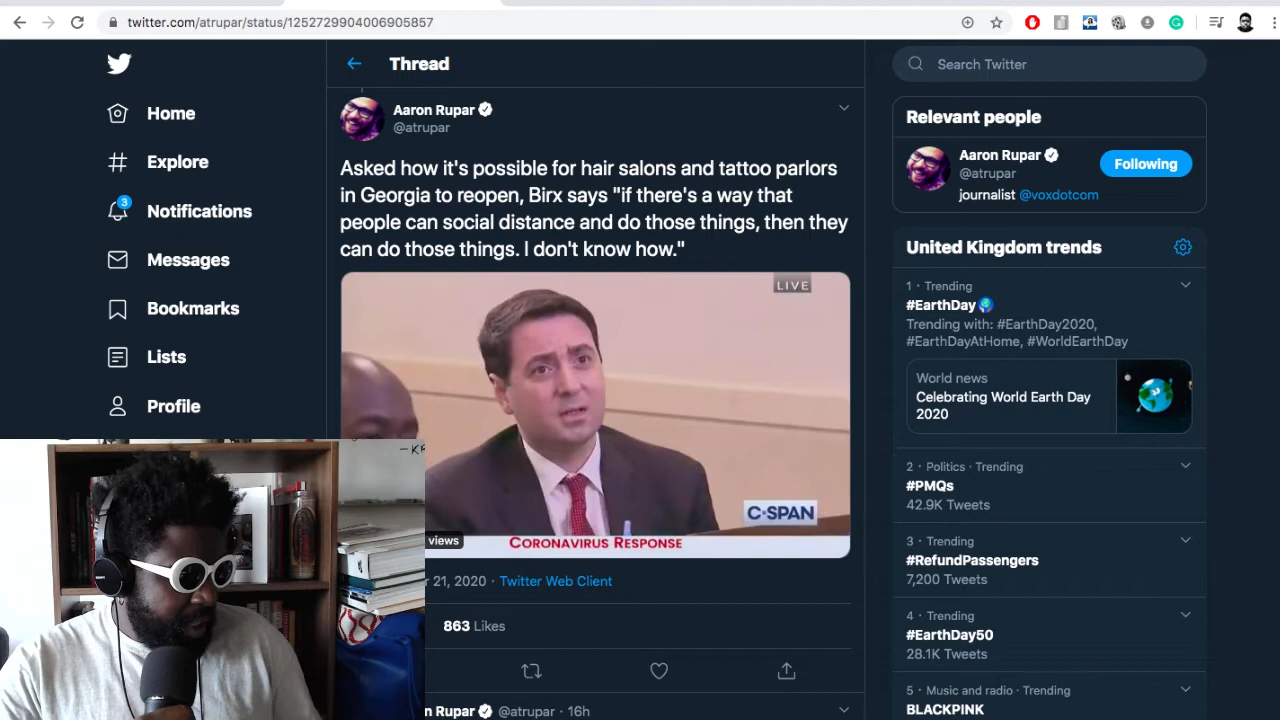 twitter.com/atrupar/status/1252729904006905857
Home
Explore
3
Notifications
Messages
Bookmarks
Lists
Profile
Thread
Aaron Rupar
@atrupar
Asked how it's possible for hair salons and tattoo parlors
in Georgia to reopen, Birx says "if there's a way that
people can social distance and do those things, then they
can do those things. I don't know how."
LIVE
C-SPAN
views
CORONAVIRUS RESPONSE
21, 2020 · Twitter Web Client
863 Likes
n Rupar @atrupar · 16h
Search Twitter
Relevant people
Aaron Rupar
@atrupar
Following
journalist @voxdotcom
United Kingdom trends
1 · Trending
#EarthDay
Trending with: #EarthDay2020,
#EarthDayAtHome, #WorldEarthDay
World news
Celebrating World Earth Day
2020
2 · Politics · Trending
#PMQs
42.9K Tweets
3 · Trending
#RefundPassengers
7,200 Tweets
4 · Trending
#EarthDay50
28.1K Tweets
5 · Music and radio · Trending
BLACKPINK